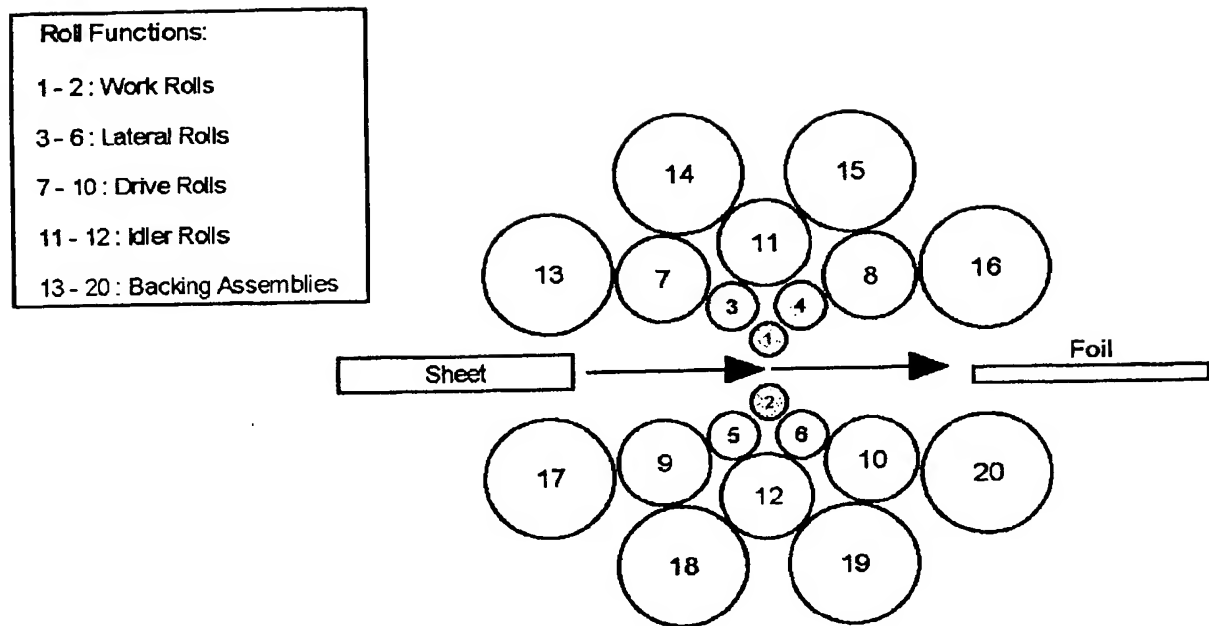 Roll Functions:
1 - 2 : Work Rolls
3 - 6 : Lateral Rolls
7 - 10 : Drive Rolls
11 - 12 : Idler Rolls
13 - 20 : Backing Assemblies
14
15
11
13
7
8
16
3
4
1
Sheet
Foil
2
5
6
17
9
10
20
12
18
19